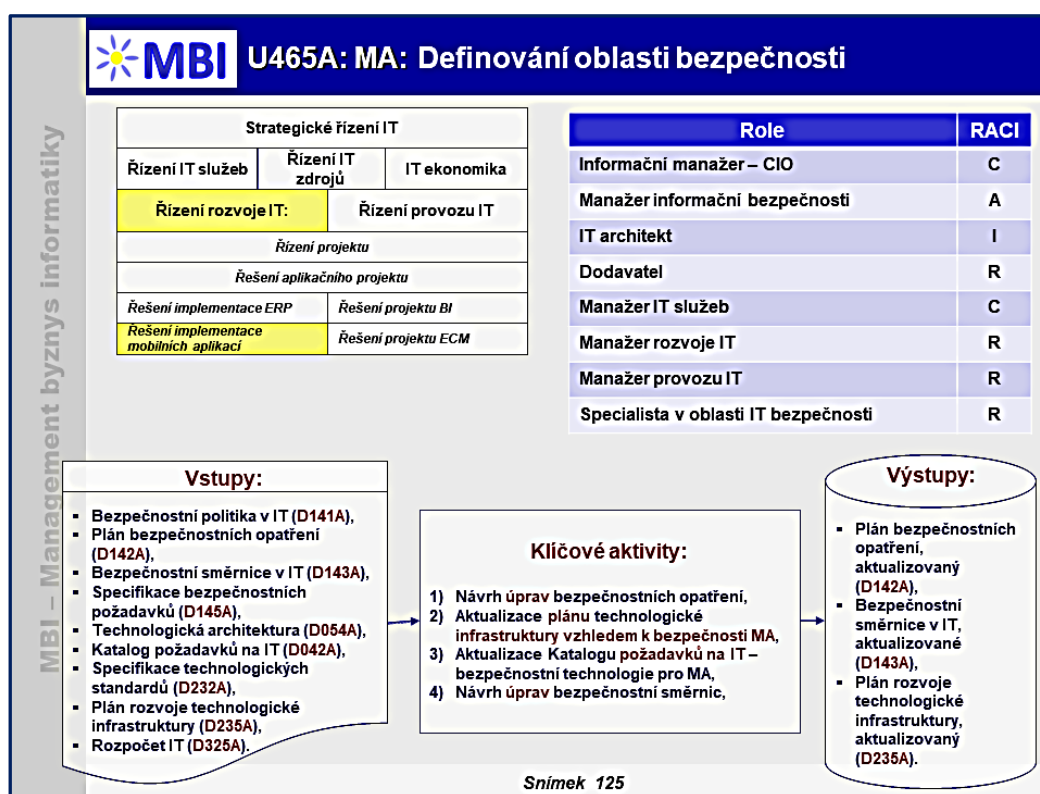 MBI
U465A: MA: Definování oblasti bezpečnosti
MBI – Management byznys informatiky
Strategické řízení IT
Řízení IT služeb
Řízení IT
zdrojů
IT ekonomika
Řízení rozvoje IT:
Řízení provozu IT
Řízení projektu
Řešení aplikačního projektu
Řešení implementace ERP
Řešení projektu BI
Řešení implementace
mobilních aplikací
Řešení projektu ECM
Role RACI
Informační manažer – CIO C
Manažer informační bezpečnosti A
IT architekt I
Dodavatel R
Manažer IT služeb C
Manažer rozvoje IT R
Manažer provozu IT R
Specialista v oblasti IT bezpečnosti R
Vstupy:
▪ Bezpečnostní politika v IT (D141A),
▪ Plán bezpečnostních opatření
(D142A),
▪ Bezpečnostní směrnice v IT (D143A),
▪ Specifikace bezpečnostních
požadavků (D145A),
▪ Technologická architektura (D054A),
▪ Katalog požadavků na IT (D042A),
▪ Specifikace technologických
standardů (D232A),
▪ Plán rozvoje technologické
infrastruktury (D235A),
▪ Rozpočet IT (D325A).
Klíčové aktivity:
1) Návrh úprav bezpečnostních opatření,
2) Aktualizace plánu technologické
infrastruktury vzhledem k bezpečnosti MA,
3) Aktualizace Katalogu požadavků na IT –
bezpečnostní technologie pro MA,
4) Návrh úprav bezpečnostní směrnic,
Výstupy:
▪ Plán bezpečnostních
opatření,
aktualizovaný
(D142A),
▪ Bezpečnostní
směrnice v IT,
aktualizované
(D143A),
▪ Plán rozvoje
technologické
infrastruktury,
aktualizovaný
(D235A).
Snímek 125